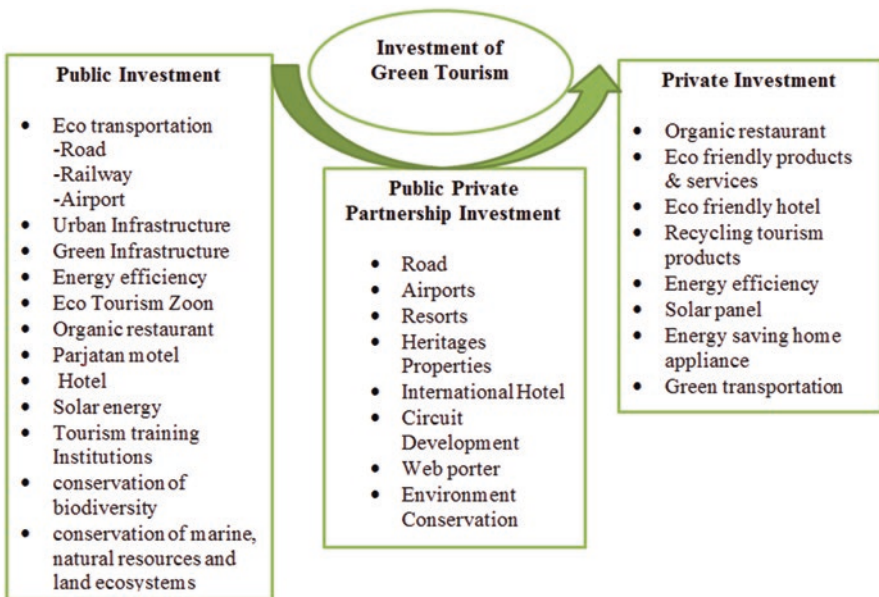 Investment of
Green Tourism
Public Investment
• Eco transportation
-Road
-Railway
-Airport
• Urban Infrastructure
• Green Infrastructure
• Energy efficiency
• Eco Tourism Zoon
• Organic restaurant
• Parjatan motel
• Hotel
• Solar energy
• Tourism training
Institutions
• conservation of
biodiversity
• conservation of marine,
natural resources and
land ecosystems
Public Private
Partnership Investment
• Road
• Airports
• Resorts
• Heritages
Properties
• International Hotel
• Circuit
Development
• Web porter
• Environment
Conservation
Private Investment
• Organic restaurant
• Eco friendly products
& services
• Eco friendly hotel
• Recycling tourism
products
• Energy efficiency
• Solar panel
• Energy saving home
appliance
• Green transportation